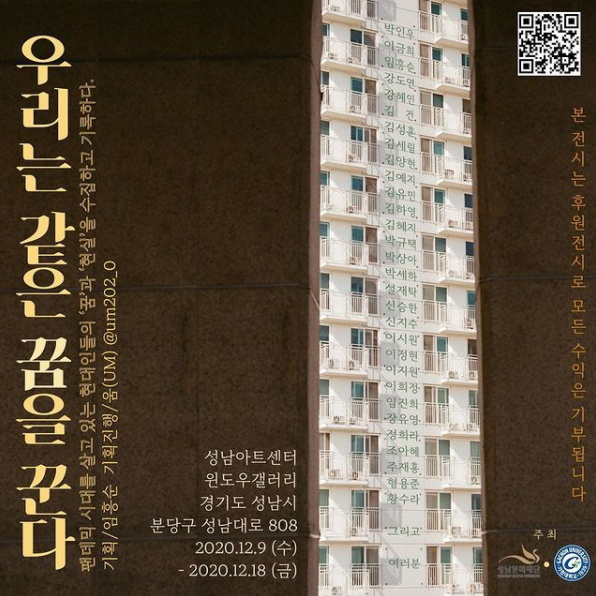 우리는 같은 꿈을 꾼다
팬데믹 시대를 살고 있는 현대인들의 '꿈'과 '현실'을 수집하고 기록하다.
기획/임흥순 기획진행/움(UM) @um202_0
박인우
이금희
임홍순
강도연
강혜인
김 건
김성훈
김세림
김양현
김예지
김유민
김하영
김혜지
박규택
박상아
박세하
설재탁
신승한
신지수
이시원
이정현
이지원
이희정
임진희
장유영
정희라
조아혜
주재홍
형용준
황수라
그리고
여러분
본 전시는 후원전시로 모든 수익은 기부됩니다
성남아트센터
윈도우갤러리
경기도 성남시
분당구 성남대로 808
2020.12.9 (수)
- 2020.12.18 (금)
주최
성남문화재단